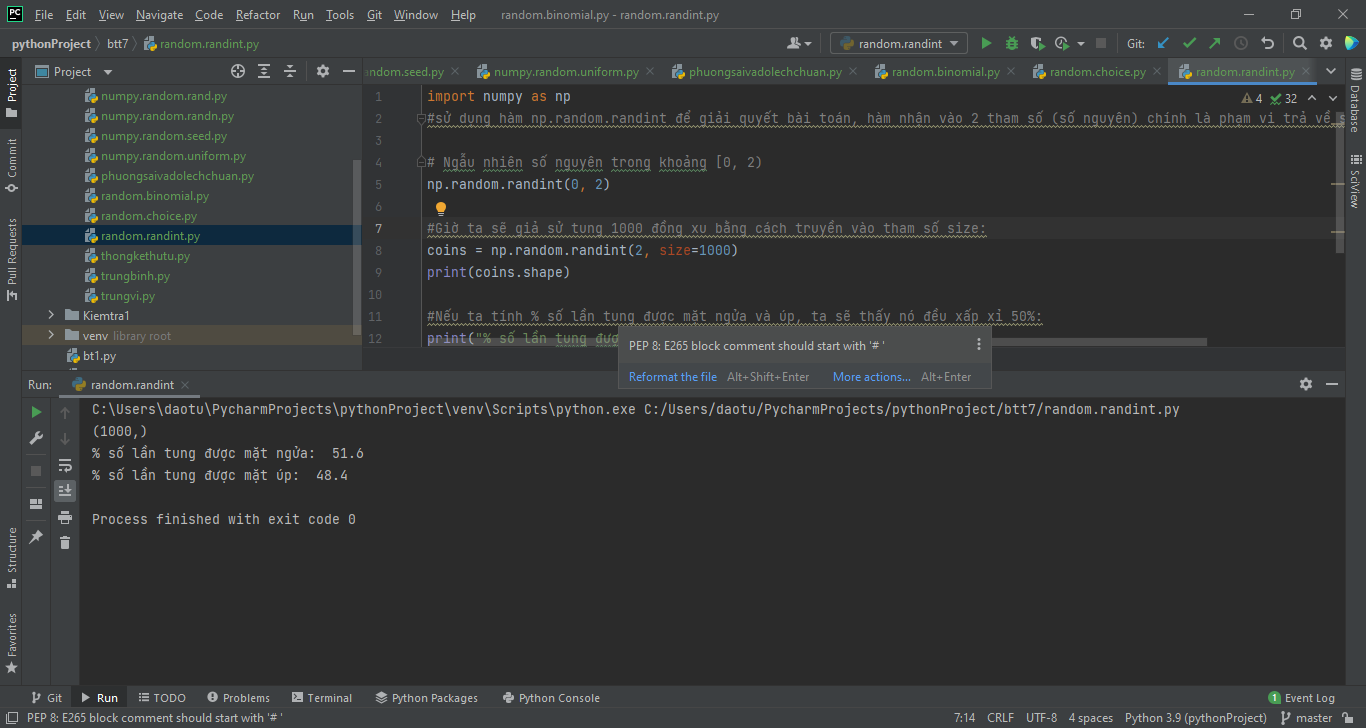 File Edit View Navigate Code Refactor Run Tools Git Window Help random.binomial.py - random.randint.py
pythonProject btt7 random.randint.py random.randint Git:
Project
ndom.seed.py numpy.random.uniform.py phuongsaivadolechchuan.py random.binomial.py random.choice.py random.randint.py
numpy.random.rand.py
numpy.random.randn.py
numpy.random.seed.py
numpy.random.uniform.py
phuongsaivadolechchuan.py
random.binomial.py
random.choice.py
random.randint.py
thongkethutu.py
trungbinh.py
trungvi.py
Kiemtra1
venv library root
bt1.py
4 32
1 import numpy as np
2 #sử dụng hàm np.random.randint để giải quyết bài toán, hàm nhận vào 2 tham số (số nguyên) chính là phạm vi trả về s
3
4 # Ngẫu nhiên số nguyên trong khoảng [0, 2)
5 np.random.randint(0, 2)
6
7 #Giờ ta sẽ giả sử tung 1000 đồng xu bằng cách truyền vào tham số size:
8 coins = np.random.randint(2, size=1000)
9 print(coins.shape)
10
11 #Nếu ta tính % số lần tung được mặt ngửa và úp, ta sẽ thấy nó đều xấp xỉ 50%:
12 print("% số lần tung đượ
PEP 8: E265 block comment should start with '# '
Reformat the file Alt+Shift+Enter More actions... Alt+Enter
Run: random.randint
C:\Users\daotu\PycharmProjects\pythonProject\venv\Scripts\python.exe C:/Users/daotu/PycharmProjects/pythonProject/btt7/random.randint.py
(1000,)
% số lần tung được mặt ngửa:  51.6
% số lần tung được mặt úp:  48.4
Process finished with exit code 0
Project
Commit
Pull Requests
Structure
Favorites
Database
SciView
Git Run TODO Problems Terminal Python Packages Python Console 1 Event Log
PEP 8: E265 block comment should start with '# ' 7:14 CRLF UTF-8 4 spaces Python 3.9 (pythonProject) master